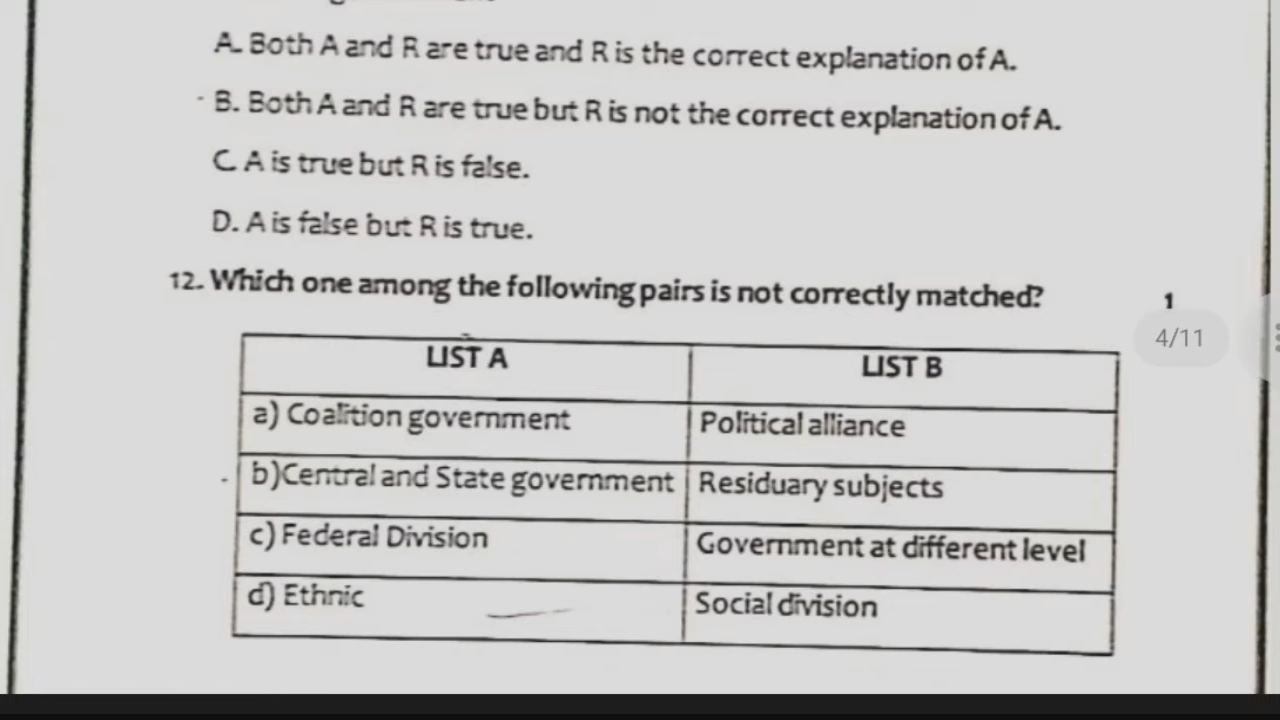 A. Both A and R are true and R is the correct explanation of A.
B. Both A and R are true but R is not the correct explanation of A.
C. A is true but R is false.
D. A is false but R is true.
12. Which one among the following pairs is not correctly matched? 1
4/11
LIST A LIST B
a) Coalition government Political alliance
b)Central and State government Residuary subjects
c) Federal Division Government at different level
d) Ethnic Social division